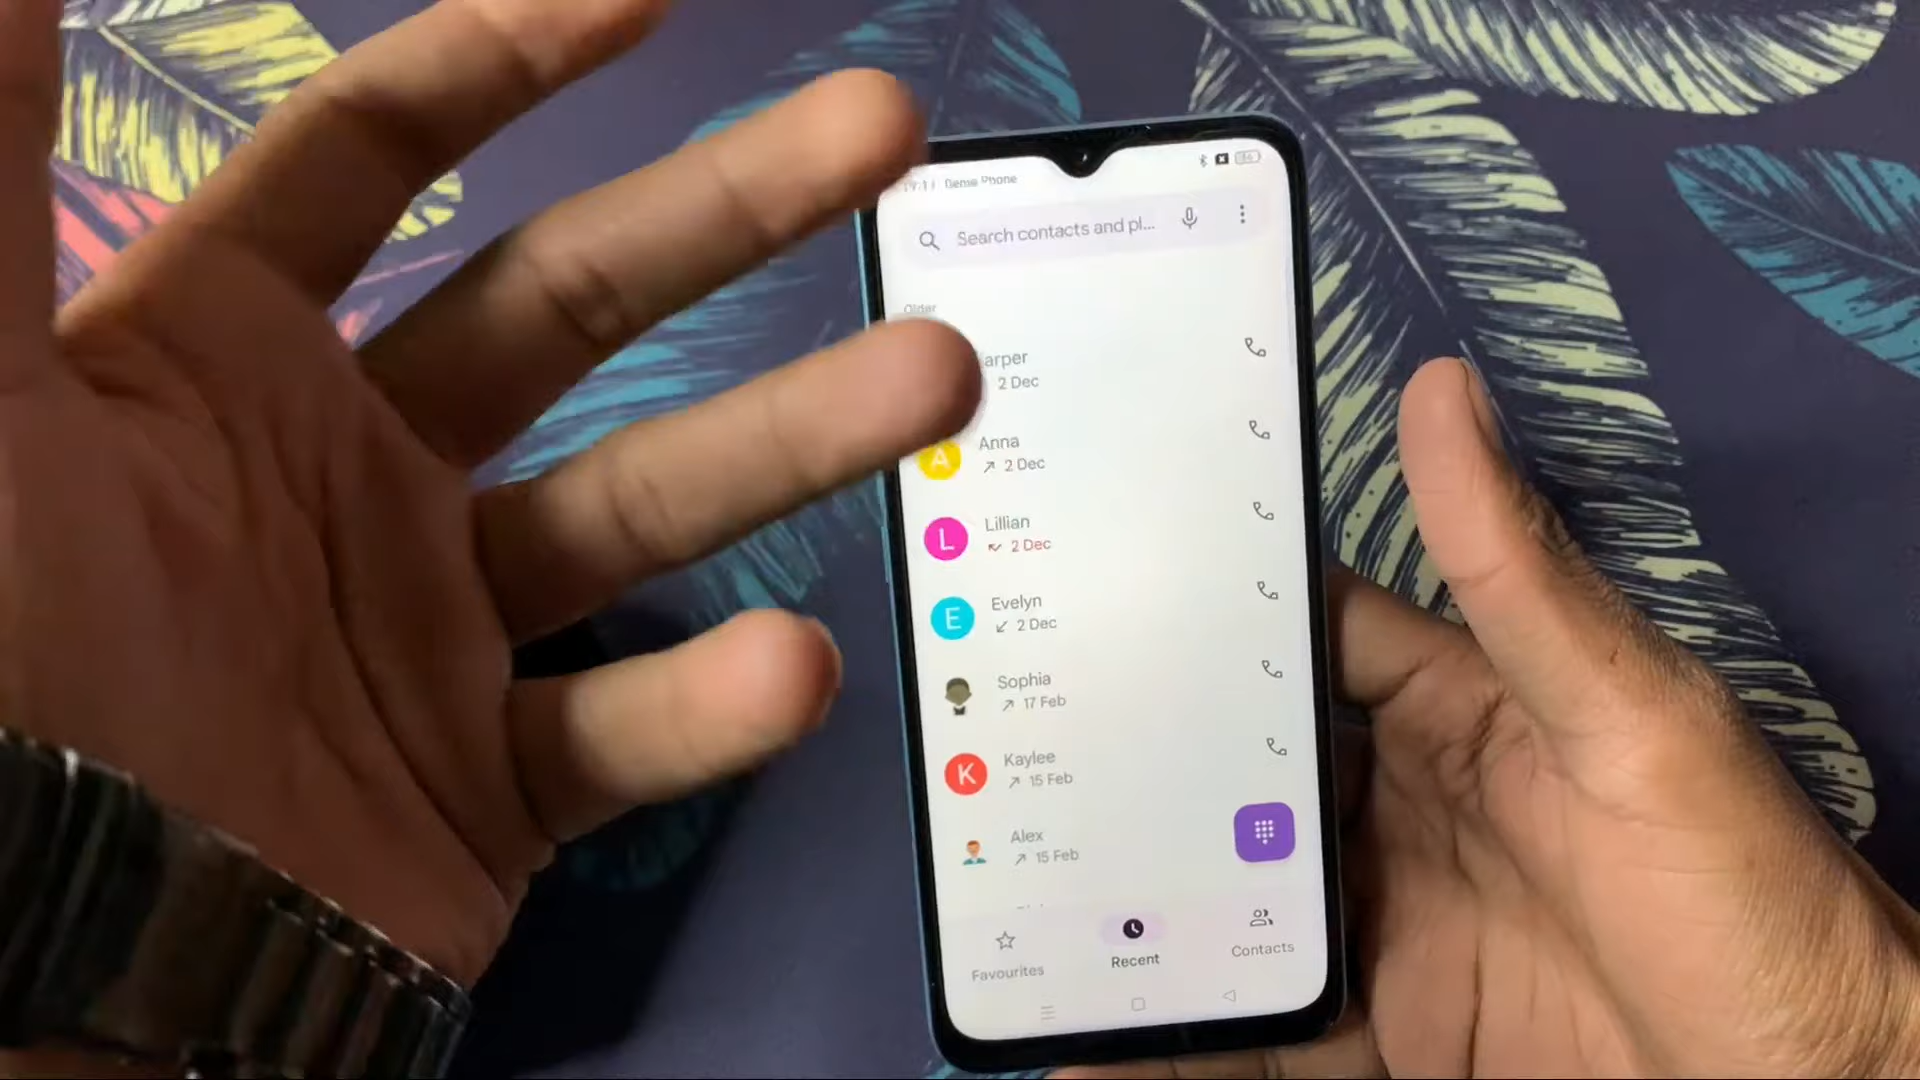 Search contacts and pl...
Older
arper
2 Dec
A
Anna
2 Dec
L
Lillian
2 Dec
E
Evelyn
2 Dec
Sophia
17 Feb
K
Kaylee
15 Feb
Alex
15 Feb
Favourites
Recent
Contacts